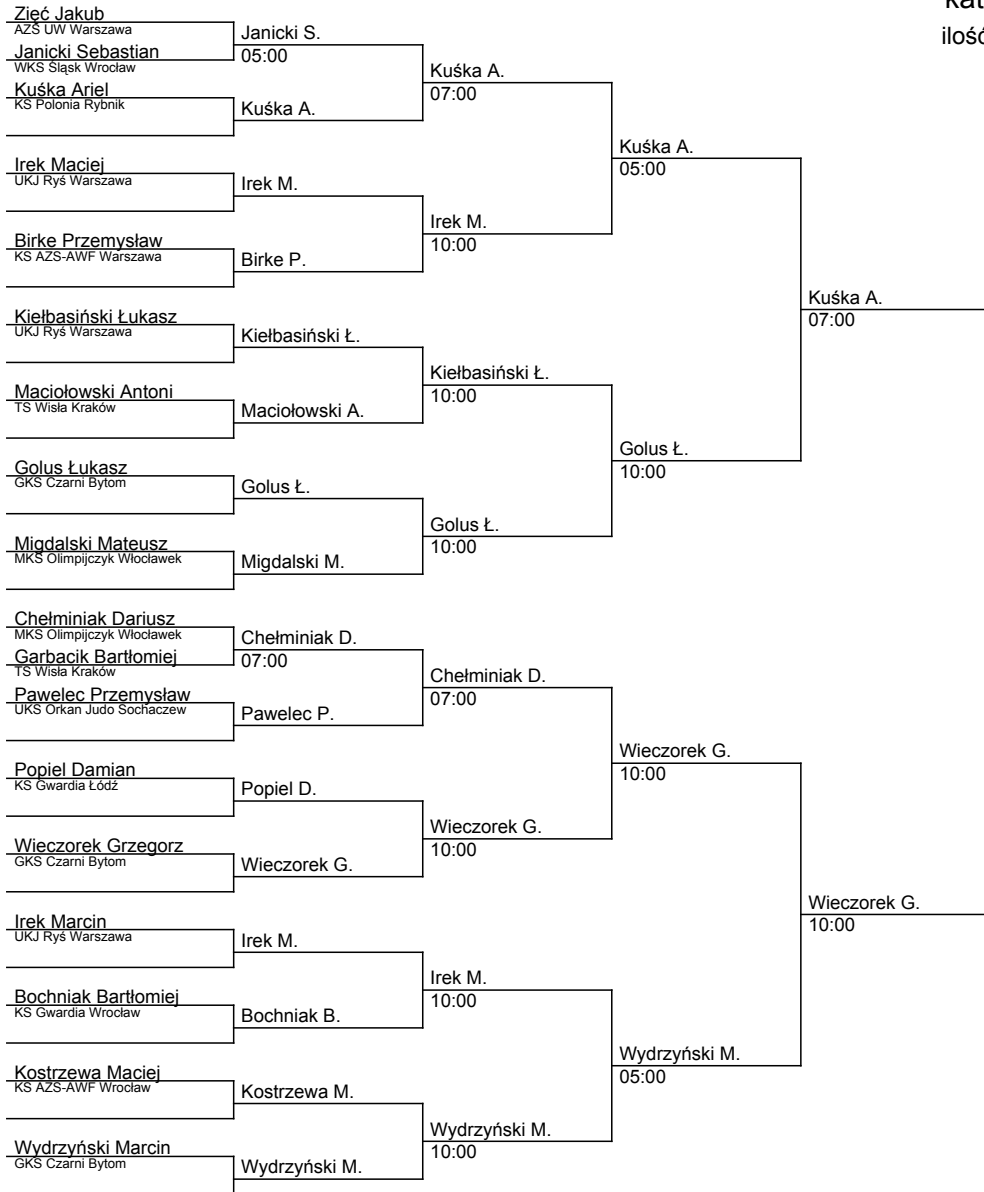 kat
ilość
Zięć Jakub
AZS UW Warszawa
Janicki Sebastian
WKS Śląsk Wrocław
Kuśka Ariel
KS Polonia Rybnik
Irek Maciej
UKJ Ryś Warszawa
Birke Przemysław
KS AZS-AWF Warszawa
Kiełbasiński Łukasz
UKJ Ryś Warszawa
Maciołowski Antoni
TS Wisła Kraków
Golus Łukasz
GKS Czarni Bytom
Migdalski Mateusz
MKS Olimpijczyk Włocławek
Chełminiak Dariusz
MKS Olimpijczyk Włocławek
Garbacik Bartłomiej
TS Wisła Kraków
Pawelec Przemysław
UKS Orkan Judo Sochaczew
Popiel Damian
KS Gwardia Łódź
Wieczorek Grzegorz
GKS Czarni Bytom
Irek Marcin
UKJ Ryś Warszawa
Bochniak Bartłomiej
KS Gwardia Wrocław
Kostrzewa Maciej
KS AZS-AWF Wrocław
Wydrzyński Marcin
GKS Czarni Bytom
Janicki S.
05:00
Kuśka A.
Irek M.
Birke P.
Kiełbasiński Ł.
Maciołowski A.
Golus Ł.
Migdalski M.
Chełminiak D.
07:00
Pawelec P.
Popiel D.
Wieczorek G.
Irek M.
Bochniak B.
Kostrzewa M.
Wydrzyński M.
Kuśka A.
07:00
Irek M.
10:00
Kiełbasiński Ł.
10:00
Golus Ł.
10:00
Chełminiak D.
07:00
Wieczorek G.
10:00
Irek M.
10:00
Wydrzyński M.
10:00
Kuśka A.
05:00
Golus Ł.
10:00
Wieczorek G.
10:00
Wydrzyński M.
05:00
Kuśka A.
07:00
Wieczorek G.
10:00